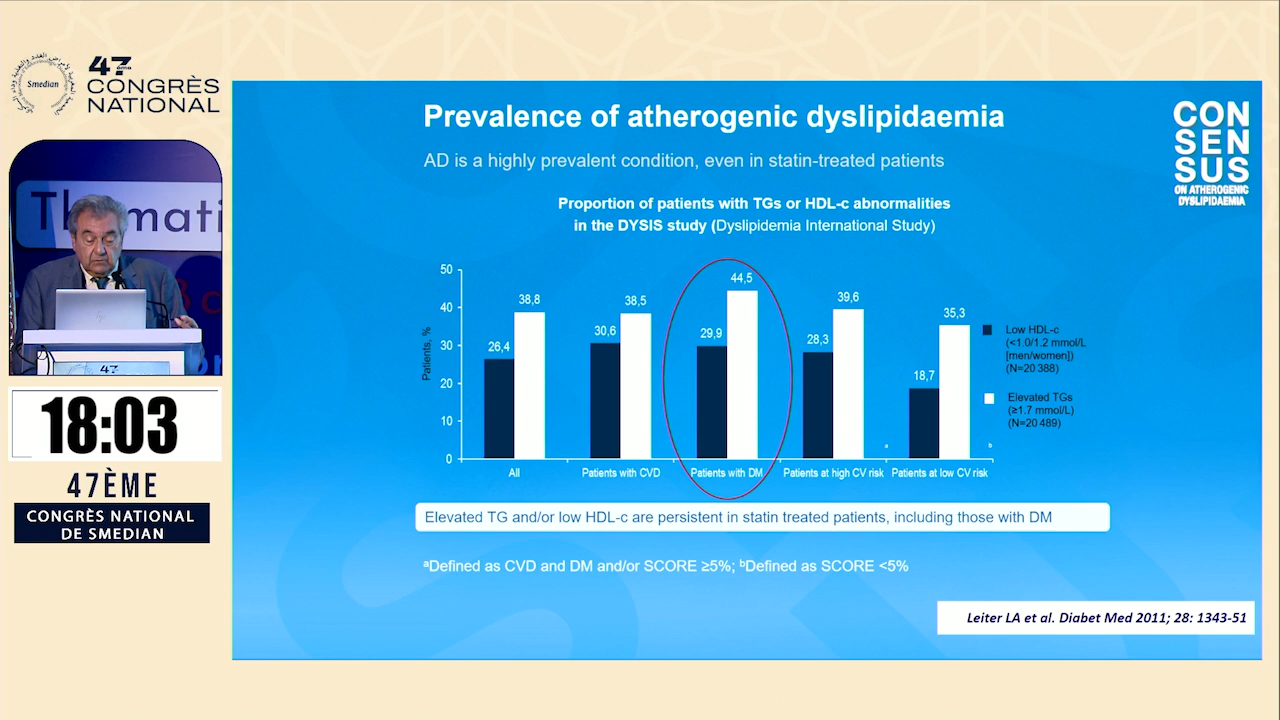 Smedian
47ème
CONGRÈS
NATIONAL
Thematic
47
18:03
47ÈME
CONGRÈS NATIONAL
DE SMEDIAN
Prevalence of atherogenic dyslipidaemia
AD is a highly prevalent condition, even in statin-treated patients
CON
SEN
SUS
ON ATHEROGENIC
DYSLIPIDAEMIA
Proportion of patients with TGs or HDL-c abnormalities
in the DYSIS study (Dyslipidemia International Study)
Patients, %
50
40
30
20
10
0
26,4
38,8
30,6
38,5
29,9
44,5
28,3
39,6
18,7
35,3
All
Patients with CVD
Patients with DM
Patients at high CV risk
a
Patients at low CV risk
b
Low HDL-c
(<1.0/1.2 mmol/L
[men/women])
(N=20 388)
Elevated TGs
(≥1.7 mmol/L)
(N=20 489)
Elevated TG and/or low HDL-c are persistent in statin treated patients, including those with DM
ᵃDefined as CVD and DM and/or SCORE ≥5%; ᵇDefined as SCORE <5%
Leiter LA et al. Diabet Med 2011; 28: 1343-51